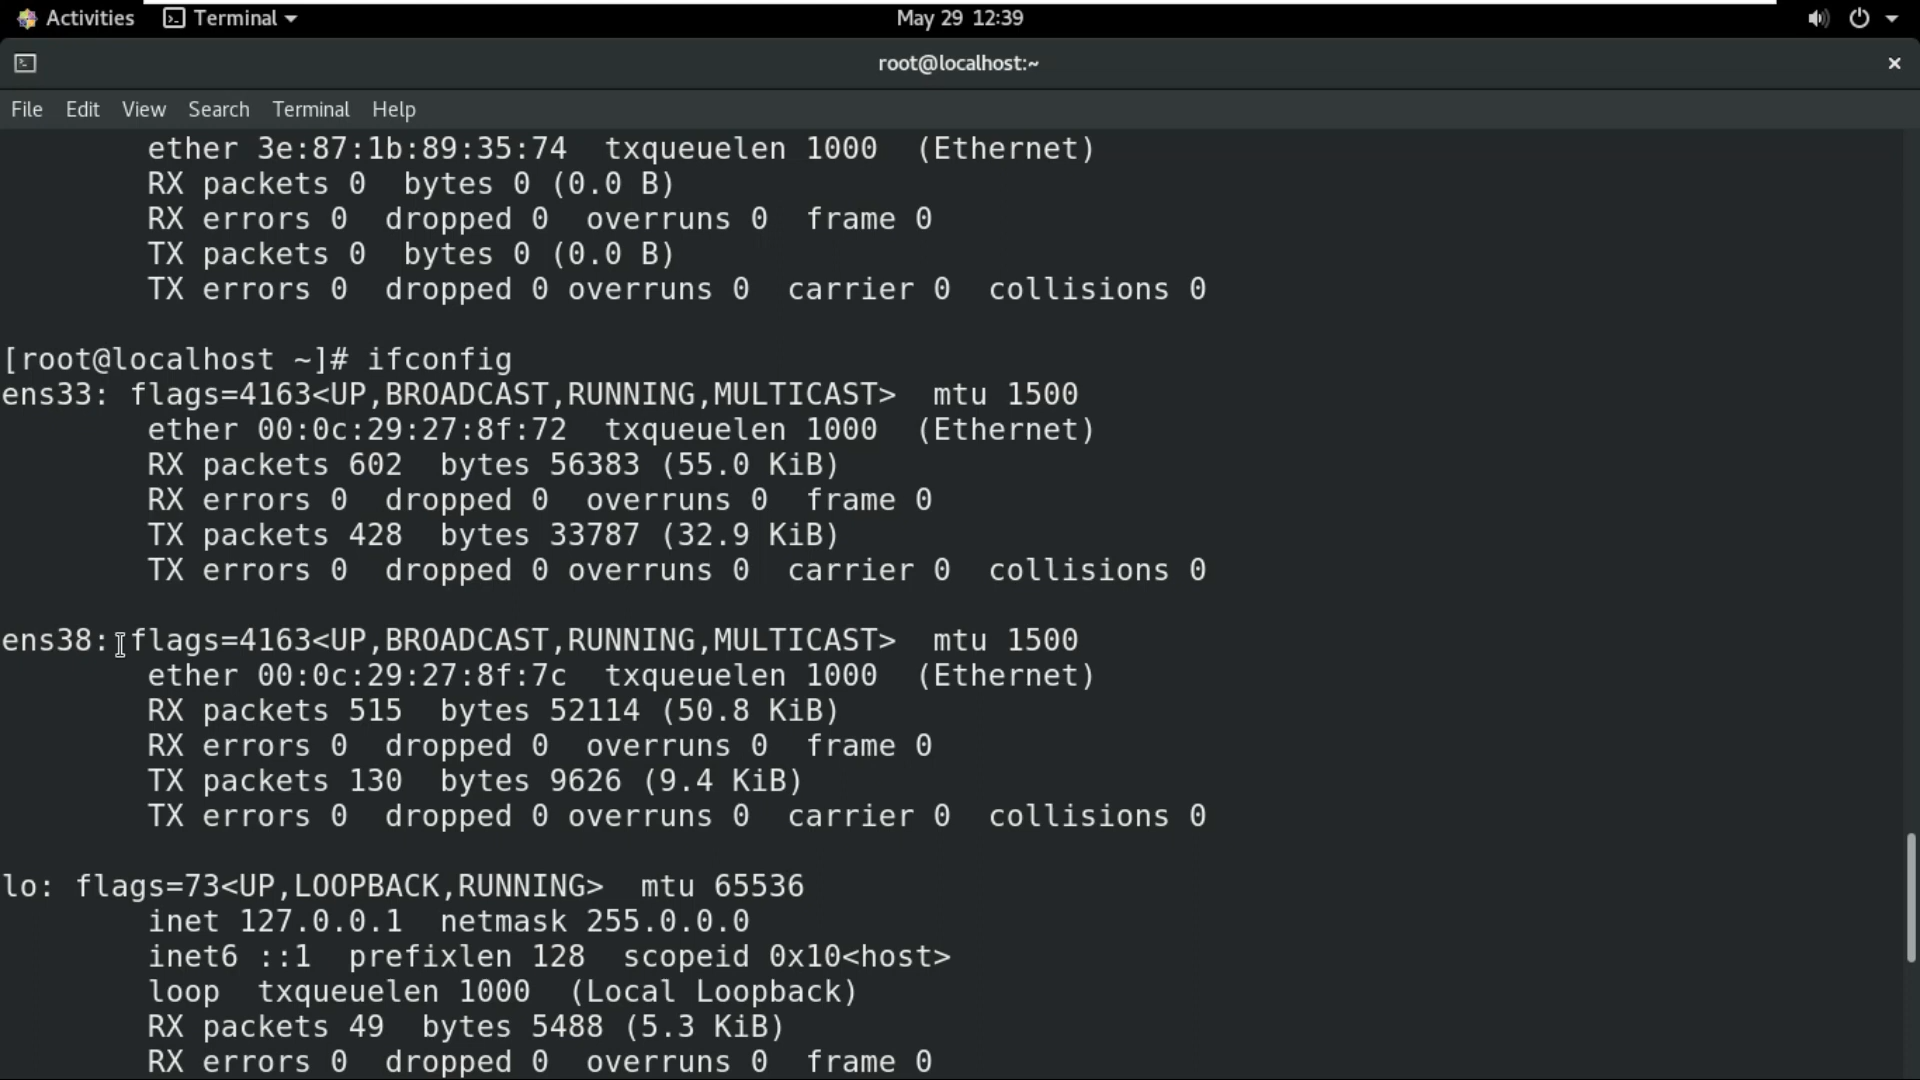 Activities Terminal May 29 12:39
root@localhost:~ ×
File Edit View Search Terminal Help
ether 3e:87:1b:89:35:74 txqueuelen 1000 (Ethernet)
RX packets 0 bytes 0 (0.0 B)
RX errors 0 dropped 0 overruns 0 frame 0
TX packets 0 bytes 0 (0.0 B)
TX errors 0 dropped 0 overruns 0 carrier 0 collisions 0
[root@localhost ~]# ifconfig
ens33: flags=4163<UP,BROADCAST,RUNNING,MULTICAST> mtu 1500
ether 00:0c:29:27:8f:72 txqueuelen 1000 (Ethernet)
RX packets 602 bytes 56383 (55.0 KiB)
RX errors 0 dropped 0 overruns 0 frame 0
TX packets 428 bytes 33787 (32.9 KiB)
TX errors 0 dropped 0 overruns 0 carrier 0 collisions 0
ens38: flags=4163<UP,BROADCAST,RUNNING,MULTICAST> mtu 1500
ether 00:0c:29:27:8f:7c txqueuelen 1000 (Ethernet)
RX packets 515 bytes 52114 (50.8 KiB)
RX errors 0 dropped 0 overruns 0 frame 0
TX packets 130 bytes 9626 (9.4 KiB)
TX errors 0 dropped 0 overruns 0 carrier 0 collisions 0
lo: flags=73<UP,LOOPBACK,RUNNING> mtu 65536
inet 127.0.0.1 netmask 255.0.0.0
inet6 ::1 prefixlen 128 scopeid 0x10<host>
loop txqueuelen 1000 (Local Loopback)
RX packets 49 bytes 5488 (5.3 KiB)
RX errors 0 dropped 0 overruns 0 frame 0